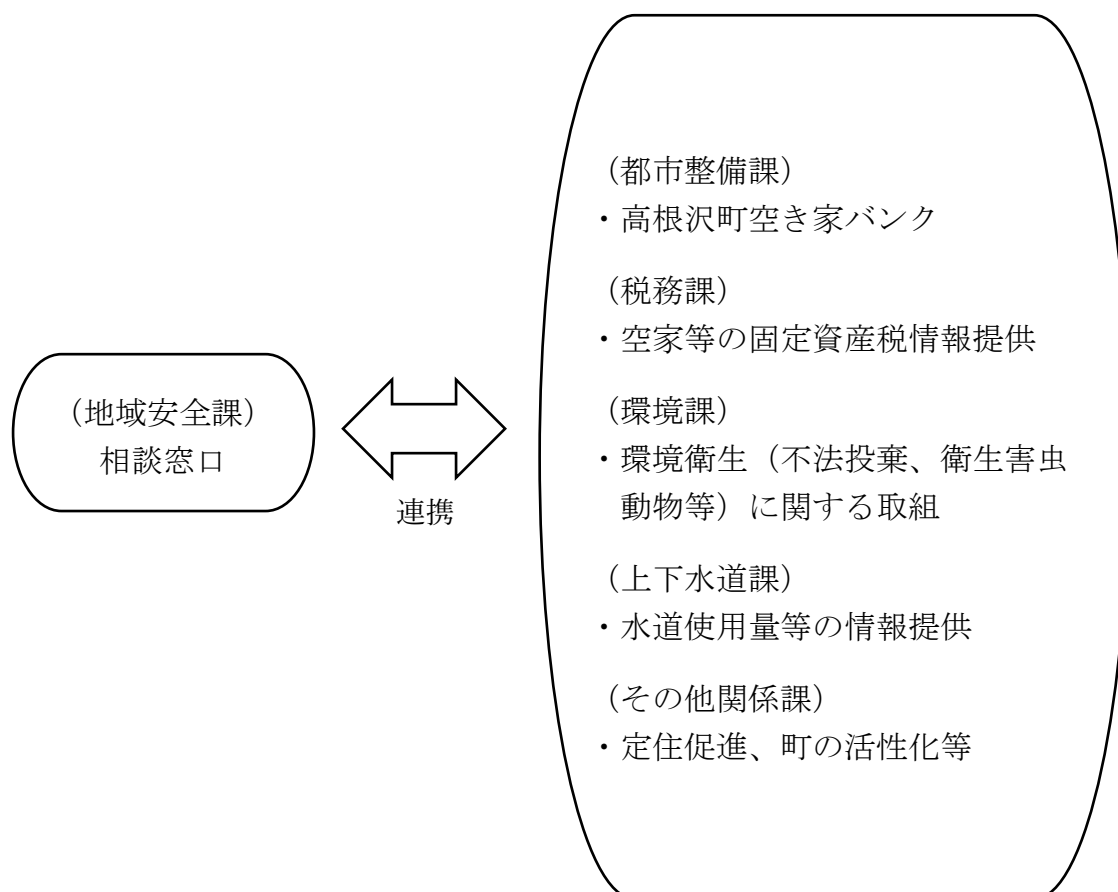 （地域安全課）
相談窓口
連携
（都市整備課）
・高根沢町空き家バンク
（税務課）
・空家等の固定資産税情報提供
（環境課）
・環境衛生（不法投棄、衛生害虫
動物等）に関する取組
（上下水道課）
・水道使用量等の情報提供
（その他関係課）
・定住促進、町の活性化等